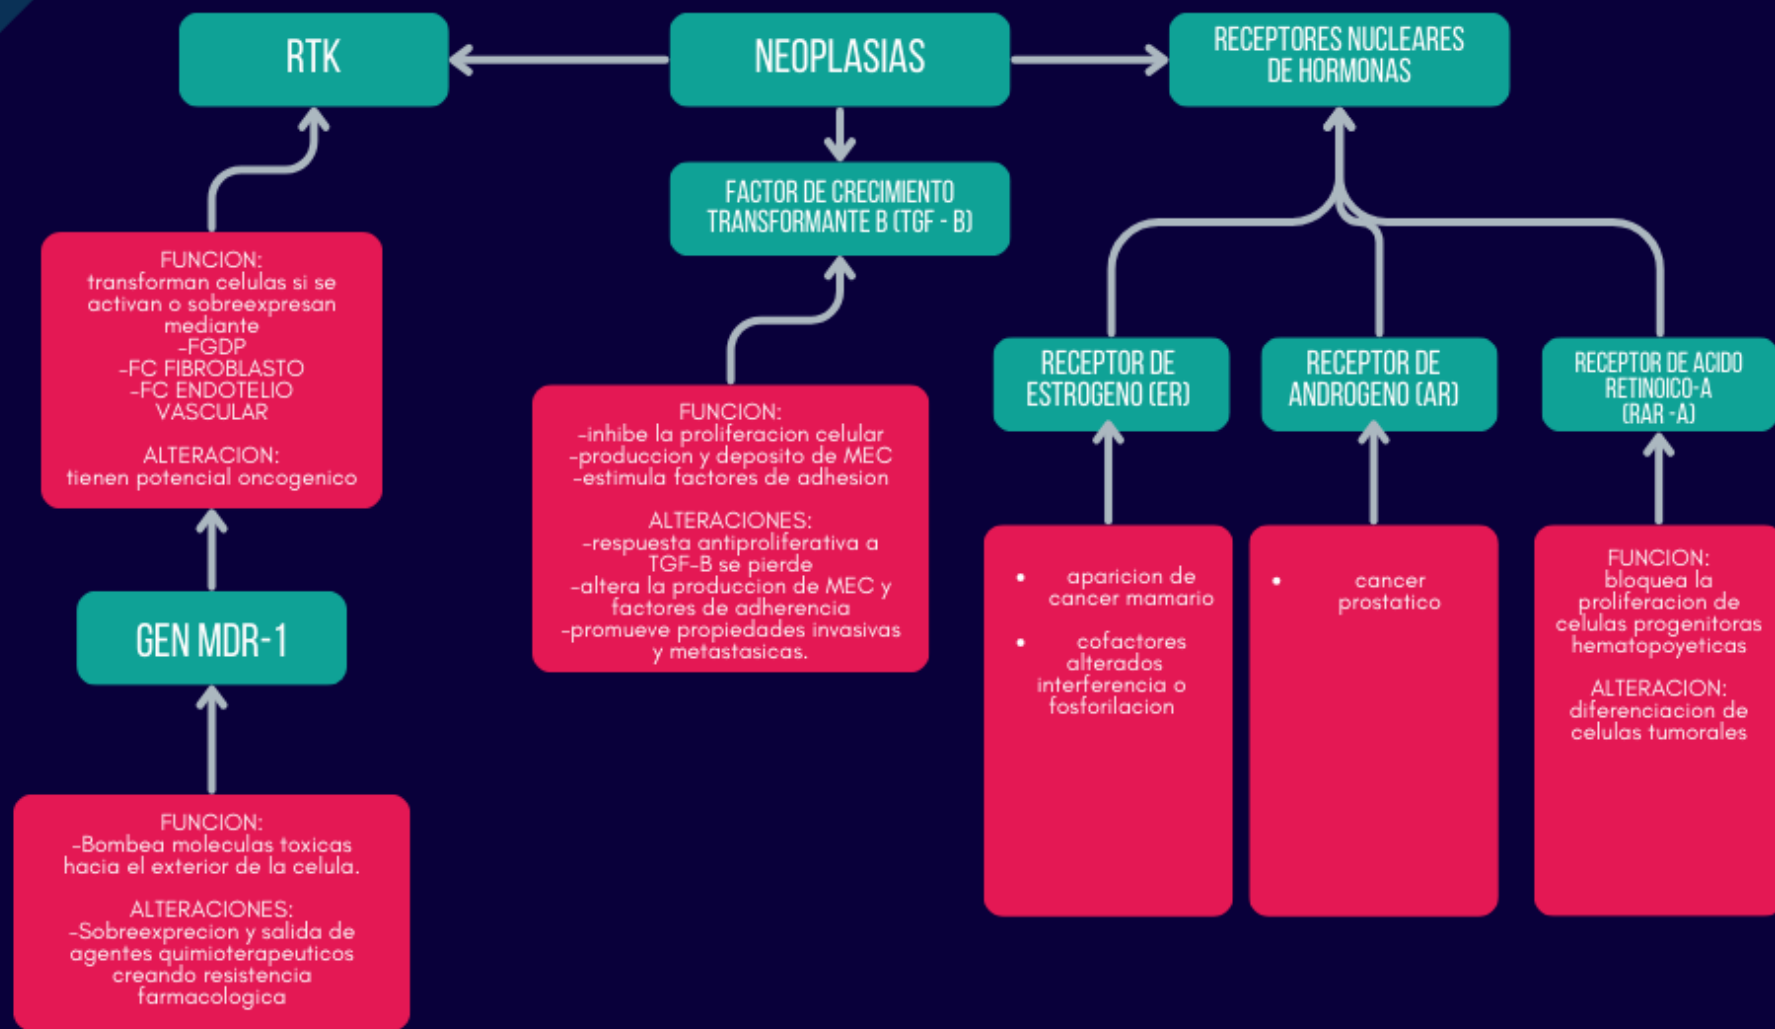 RTK
NEOPLASIAS
RECEPTORES NUCLEARES
DE HORMONAS
FACTOR DE CRECIMIENTO
TRANSFORMANTE B (TGF - B)
FUNCION:
transforman celulas si se
activan o sobreexpresan
mediante
-FGDP
-FC FIBROBLASTO
-FC ENDOTELIO
VASCULAR
ALTERACION:
tienen potencial oncogenico
GEN MDR-1
FUNCION:
-Bombea moleculas toxicas
hacia el exterior de la celula.
ALTERACIONES:
-Sobreexprecion y salida de
agentes quimioterapeuticos
creando resistencia
farmacologica
FUNCION:
-inhibe la proliferacion celular
-produccion y deposito de MEC
-estimula factores de adhesion
ALTERACIONES:
-respuesta antiproliferativa a
TGF-B se pierde
-altera la produccion de MEC y
factores de adherencia
-promueve propiedades invasivas
y metastasicas.
RECEPTOR DE
ESTROGENO (ER)
• aparicion de
cancer mamario
• cofactores
alterados
interferencia o
fosforilacion
RECEPTOR DE
ANDROGENO (AR)
• cancer
prostatico
RECEPTOR DE ACIDO
RETINOICO-A
(RAR -A)
FUNCION:
bloquea la
proliferacion de
celulas progenitoras
hematopoyeticas
ALTERACION:
diferenciacion de
celulas tumorales